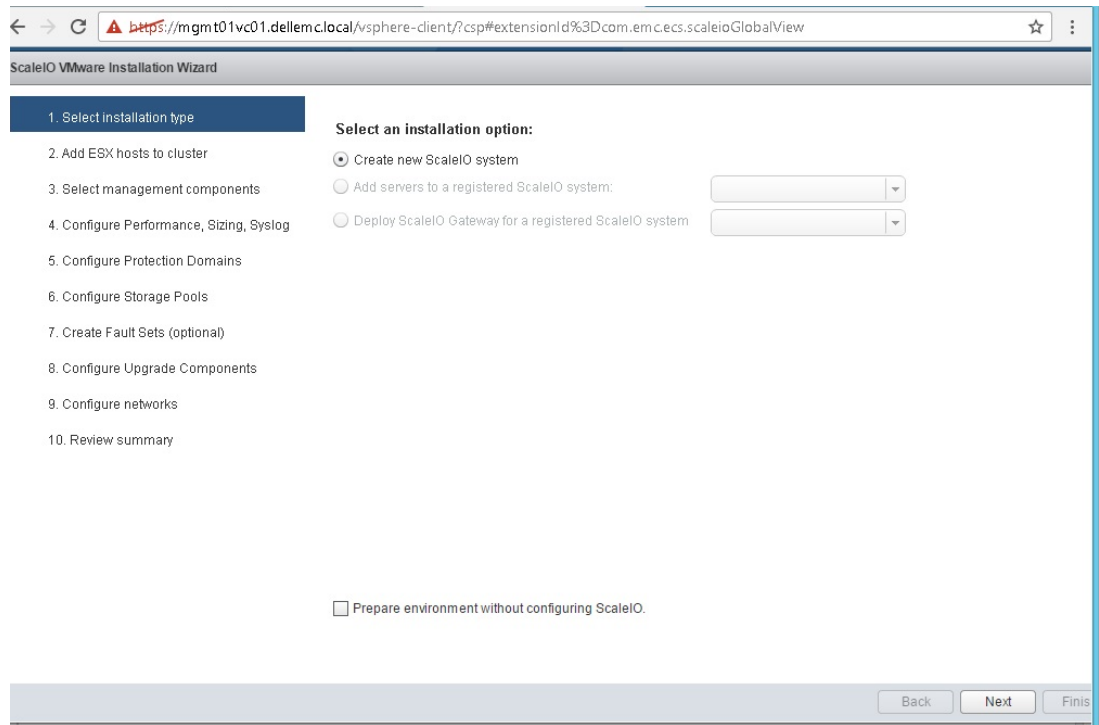 https://mgmt01vc01.dellemc.local/vsphere-client/?csp#extensionId%3Dcom.emc.ecs.scaleioGlobalView
ScaleIO VMware Installation Wizard
1. Select installation type
2. Add ESX hosts to cluster
3. Select management components
4. Configure Performance, Sizing, Syslog
5. Configure Protection Domains
6. Configure Storage Pools
7. Create Fault Sets (optional)
8. Configure Upgrade Components
9. Configure networks
10. Review summary
Select an installation option:
Create new ScaleIO system
Add servers to a registered ScaleIO system:
Deploy ScaleIO Gateway for a registered ScaleIO system
Prepare environment without configuring ScaleIO.
Back Next Finis